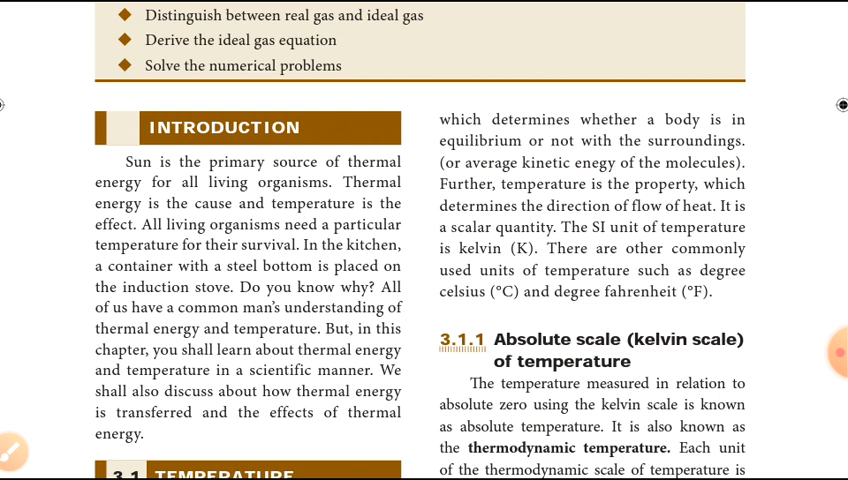 Distinguish between real gas and ideal gas
Derive the ideal gas equation
Solve the numerical problems
INTRODUCTION
Sun is the primary source of thermal
energy for all living organisms. Thermal
energy is the cause and temperature is the
effect. All living organisms need a particular
temperature for their survival. In the kitchen,
a container with a steel bottom is placed on
the induction stove. Do you know why? All
of us have a common man's understanding of
thermal energy and temperature. But, in this
chapter, you shall learn about thermal energy
and temperature in a scientific manner. We
shall also discuss about how thermal energy
is transferred and the effects of thermal
energy.
3.1 TEMPERATURE
which determines whether a body is in
equilibrium or not with the surroundings.
(or average kinetic enegy of the molecules).
Further, temperature is the property, which
determines the direction of flow of heat. It is
a scalar quantity. The SI unit of temperature
is kelvin (K). There are other commonly
used units of temperature such as degree
celsius (°C) and degree fahrenheit (°F).
3.1.1 Absolute scale (kelvin scale)
of temperature
The temperature measured in relation to
absolute zero using the kelvin scale is known
as absolute temperature. It is also known as
the thermodynamic temperature. Each unit
of the thermodynamic scale of temperature is